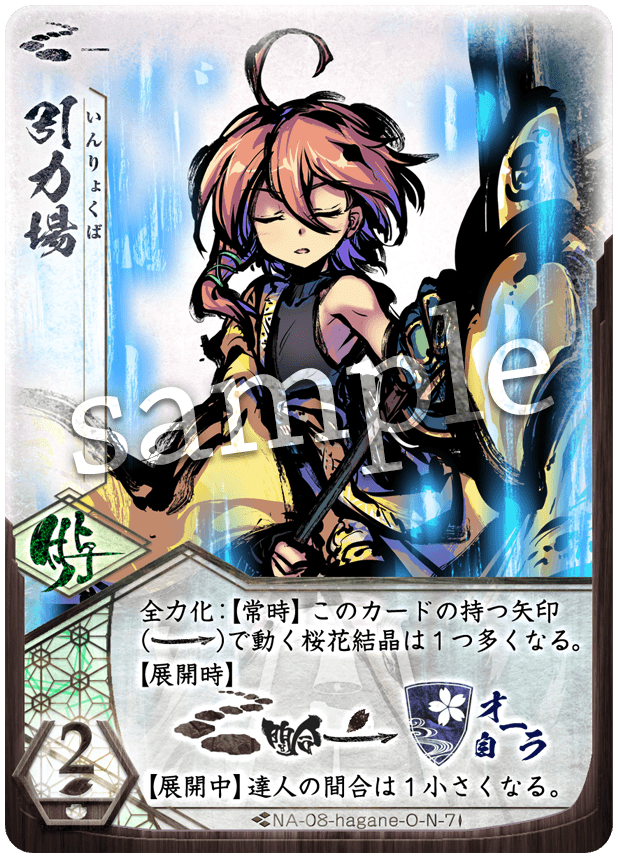 引力場
いんりょくば
sample
付与
全力化：【常時】このカードの持つ矢印
( )で動く桜花結晶は１つ多くなる。
【展開時】
間合
自オーラ
2
【展開中】達人の間合は１小さくなる。
NA-08-hagane-O-N-7